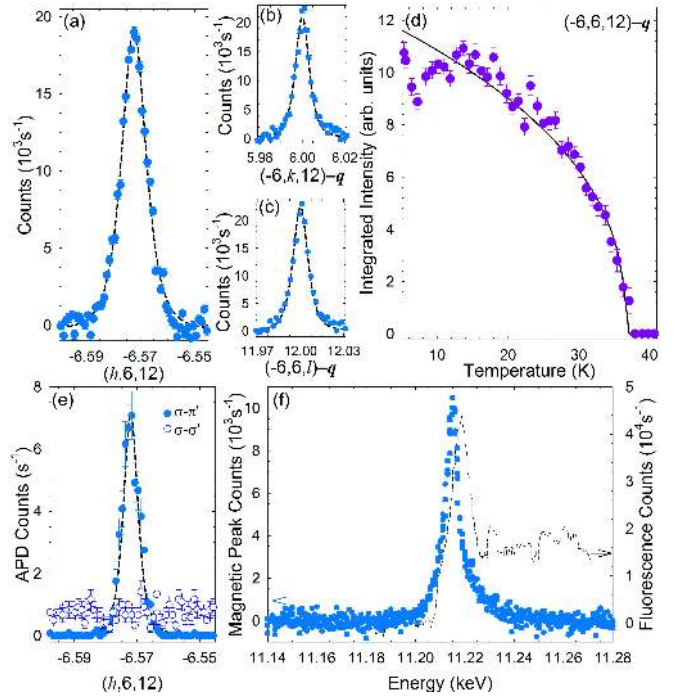 (a)
Counts (10³s⁻¹)
20
15
10
5
0
-6.59 -6.57 -6.55
(h,6,12)
(b)
Counts (10³s⁻¹)
20
15
10
5
0
5.98 6.00 6.02
(-6,k,12)-q
(c)
Counts (10³s⁻¹)
20
15
10
5
0
11.97 12.00 12.03
(-6,6,l)-q
(d)
(-6,6,12)-q
Integrated Intensity (arb. units)
12
10
8
6
4
2
0
10 20 30 40
Temperature (K)
(e)
σ-π'
σ-σ'
APD Counts (s⁻¹)
8
6
4
2
0
-6.59 -6.57 -6.55
(h,6,12)
(f)
Magnetic Peak Counts (10³s⁻¹)
10
8
6
4
2
0
Fluorescence Counts (10⁴s⁻¹)
5
4
3
2
1
0
11.14 11.16 11.18 11.20 11.22 11.24 11.26 11.28
Energy (keV)